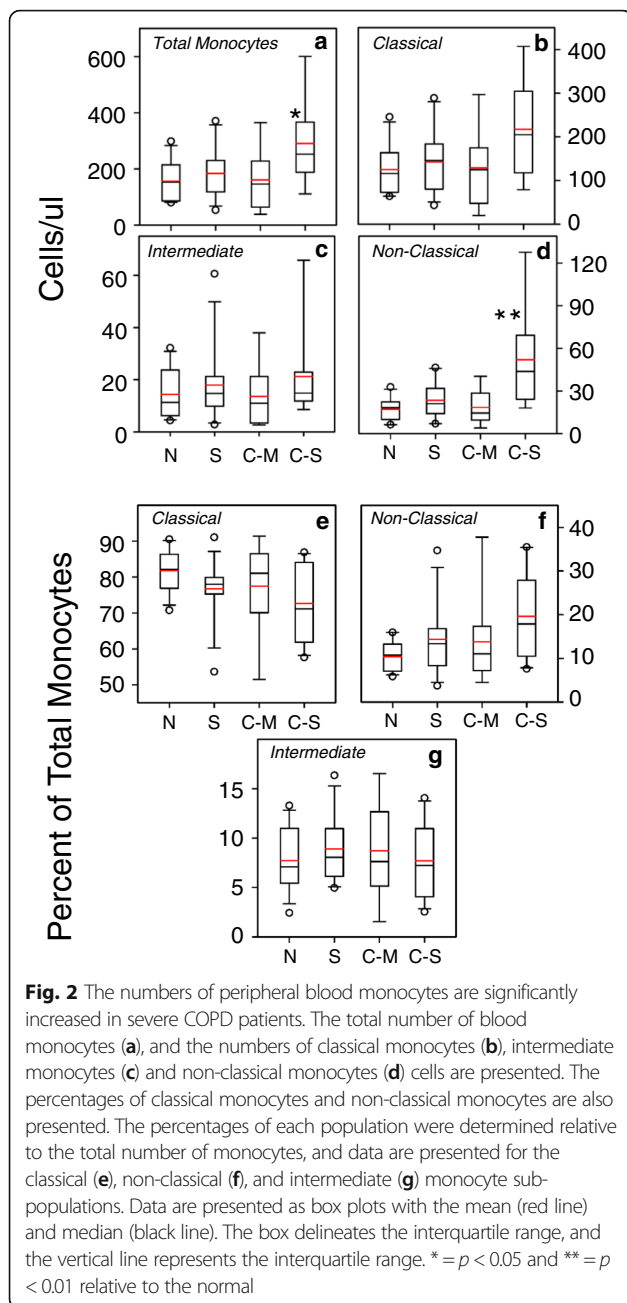 Total Monocytes a
Classical b
600
400
200
0
400
300
200
100
0
Cells/ul
*
Intermediate c
Non-Classical d
60
40
20
0
120
90
60
30
0
**
N S C-M C-S
N S C-M C-S
Classical e
Non-Classical f
90
80
70
60
50
40
30
20
10
0
Percent of Total Monocytes
N S C-M C-S
N S C-M C-S
Intermediate g
15
10
5
0
N S C-M C-S
Fig. 2 The numbers of peripheral blood monocytes are significantly
increased in severe COPD patients. The total number of blood
monocytes (a), and the numbers of classical monocytes (b), intermediate
monocytes (c) and non-classical monocytes (d) cells are presented. The
percentages of classical monocytes and non-classical monocytes are also
presented. The percentages of each population were determined relative
to the total number of monocytes, and data are presented for the
classical (e), non-classical (f), and intermediate (g) monocyte sub-
populations. Data are presented as box plots with the mean (red line)
and median (black line). The box delineates the interquartile range, and
the vertical line represents the interquartile range. * = p < 0.05 and ** = p
< 0.01 relative to the normal